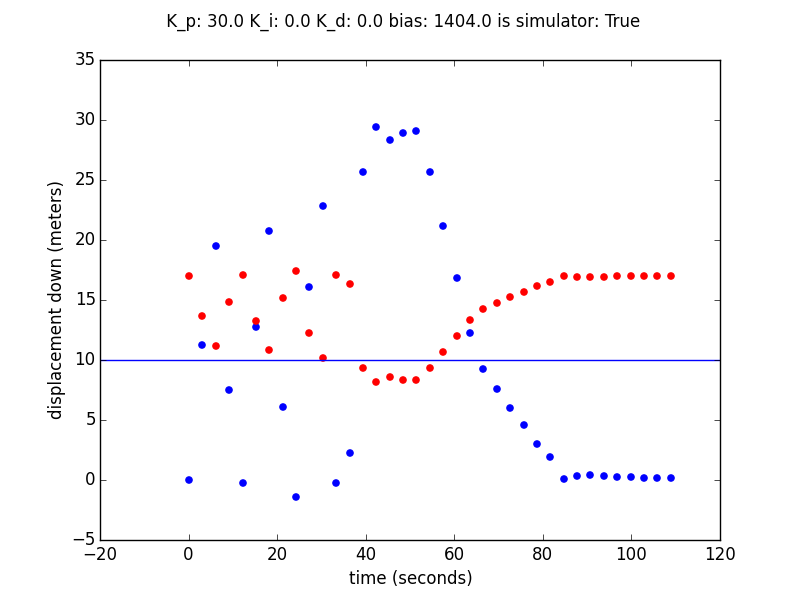 K_p: 30.0 K_i: 0.0 K_d: 0.0 bias: 1404.0 is simulator: True
35
30
25
20
15
10
5
0
−5
displacement down (meters)
−20 0 20 40 60 80 100 120
time (seconds)